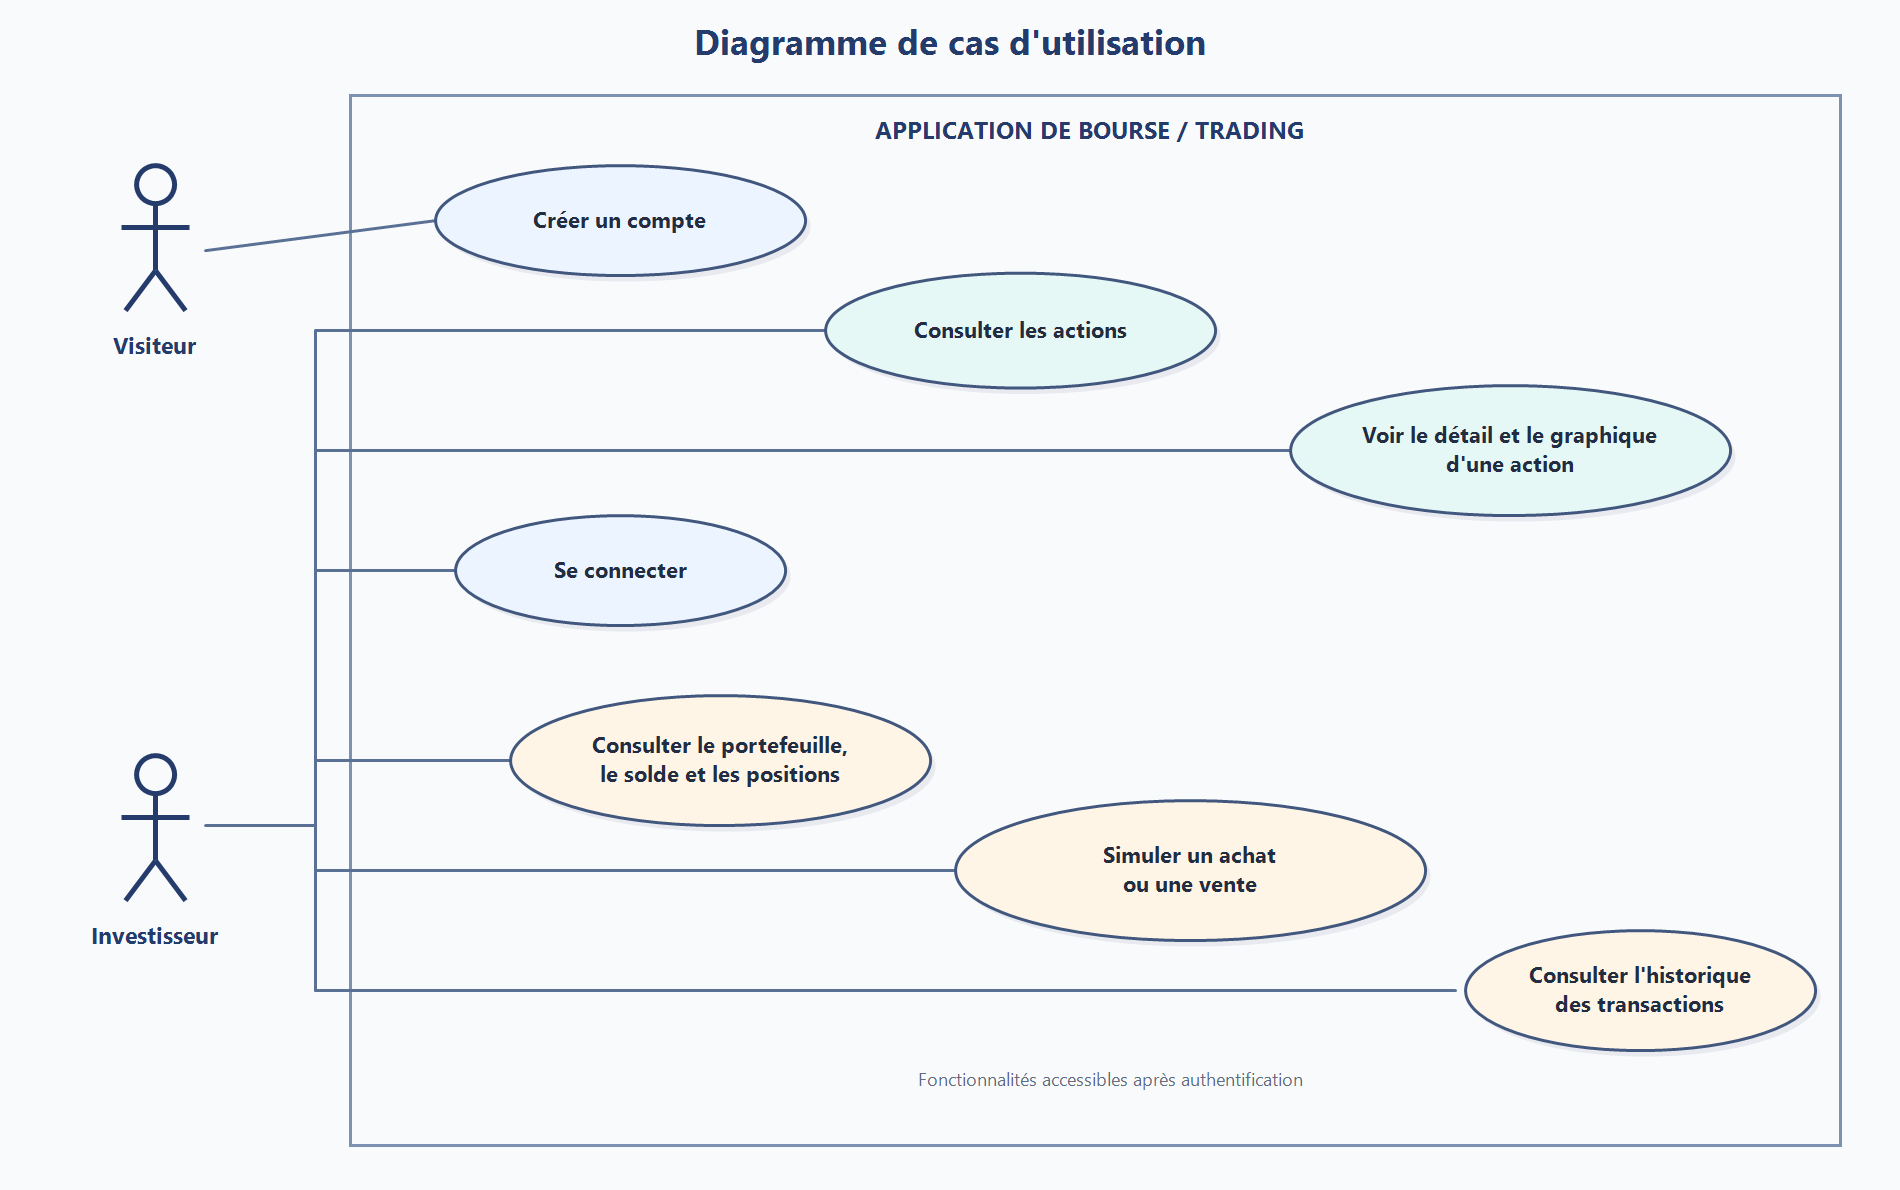 Diagramme de cas d'utilisation
APPLICATION DE BOURSE / TRADING
Créer un compte
Consulter les actions
Visiteur
Voir le détail et le graphique
d'une action
Se connecter
Consulter le portefeuille,
le solde et les positions
Simuler un achat
ou une vente
Investisseur
Consulter l'historique
des transactions
Fonctionnalités accessibles après authentification